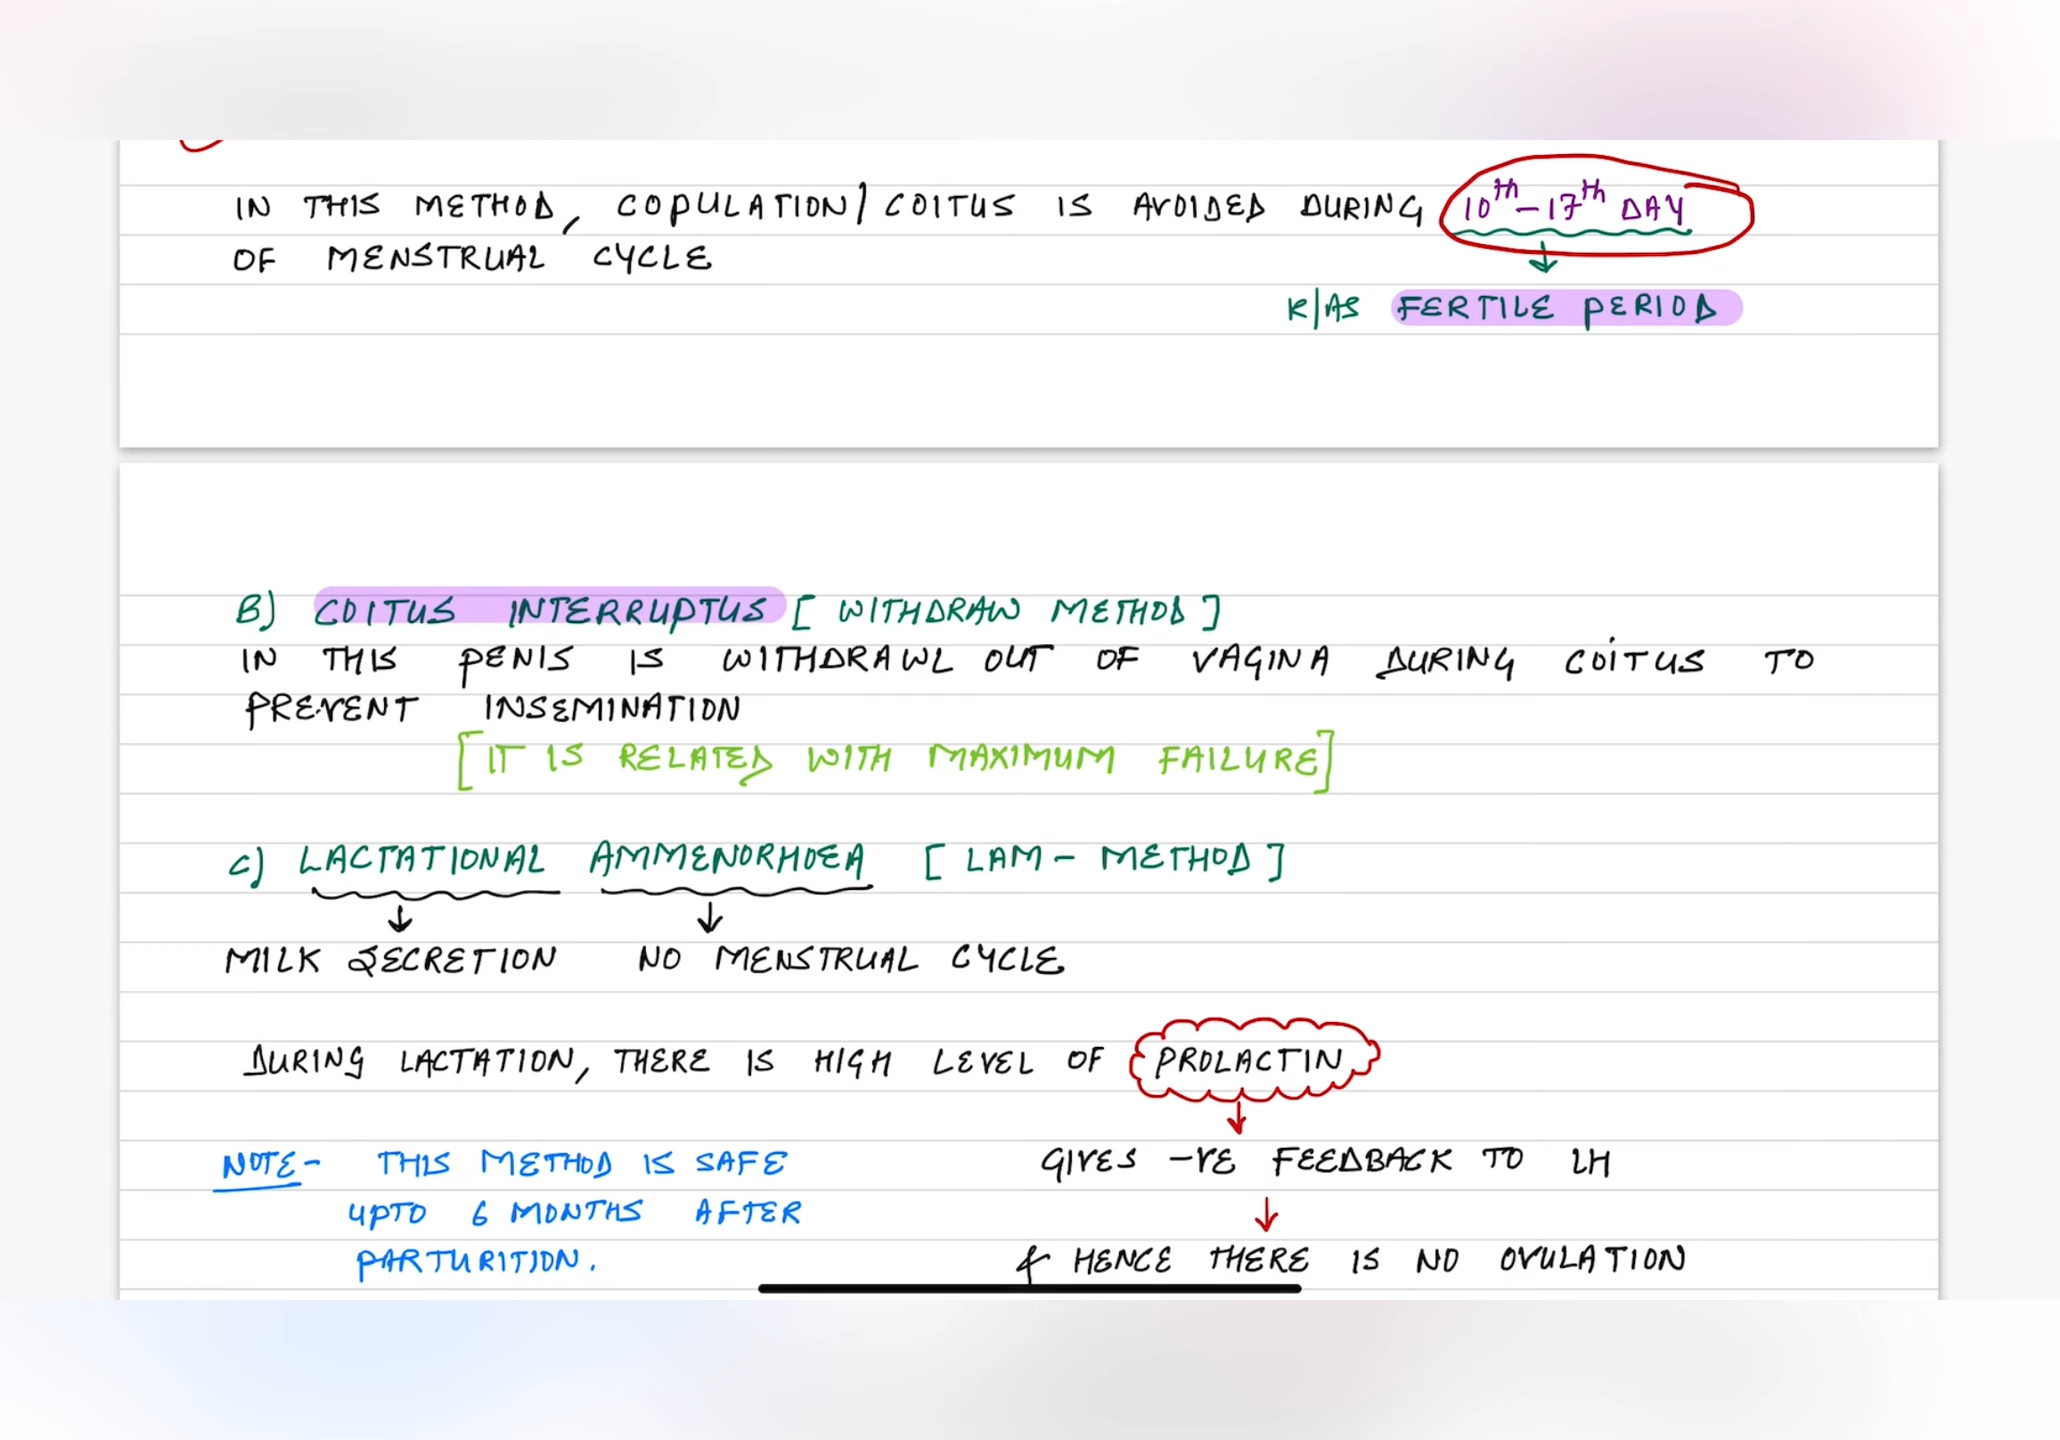 IN THIS METHOD, COPULATION/COITUS IS AVOIDED DURING 10th-17th DAY
OF MENSTRUAL CYCLE
K/AS FERTILE PERIOD
B) COITUS INTERRUPTUS [ WITHDRAW METHOD ]
IN THIS PENIS IS WITHDRAWL OUT OF VAGINA DURING COITUS TO
PREVENT INSEMINATION
[IT IS RELATED WITH MAXIMUM FAILURE]
C) LACTATIONAL AMMENORHOEA [ LAM - METHOD ]
MILK SECRETION NO MENSTRUAL CYCLE
DURING LACTATION, THERE IS HIGH LEVEL OF PROLACTIN
GIVES -VE FEEDBACK TO LH
& HENCE THERE IS NO OVULATION
NOTE- THIS METHOD IS SAFE
UPTO 6 MONTHS AFTER
PARTURITION.